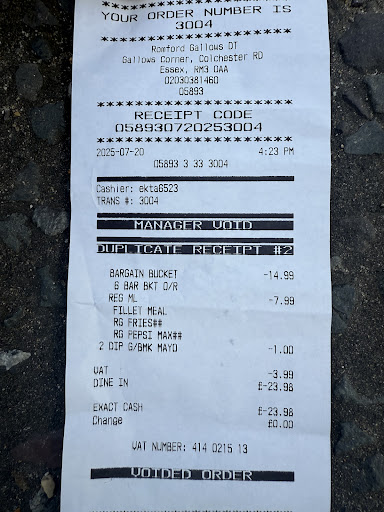 ************************
YOUR ORDER NUMBER IS
3004
************************
Romford Gallows DT
Gallows Corner, Colchester RD
Essex, RM3 0AA
02030381460
05893
************************
RECEIPT CODE
058930720253004
************************
2025-07-20 4:23 PM
05893 3 33 3004
Cashier: ekta6523
TRANS #: 3004
MANAGER VOID
DUPLICATE RECEIPT #2
BARGAIN BUCKET -14.99
6 BAR BKT O/R
REG ML -7.99
FILLET MEAL
RG FRIES##
RG PEPSI MAX##
2 DIP G/BMK MAYO -1.00
VAT -3.99
DINE IN £-23.98
EXACT CASH £-23.98
Change £0.00
VAT NUMBER: 414 0215 13
VOIDED ORDER